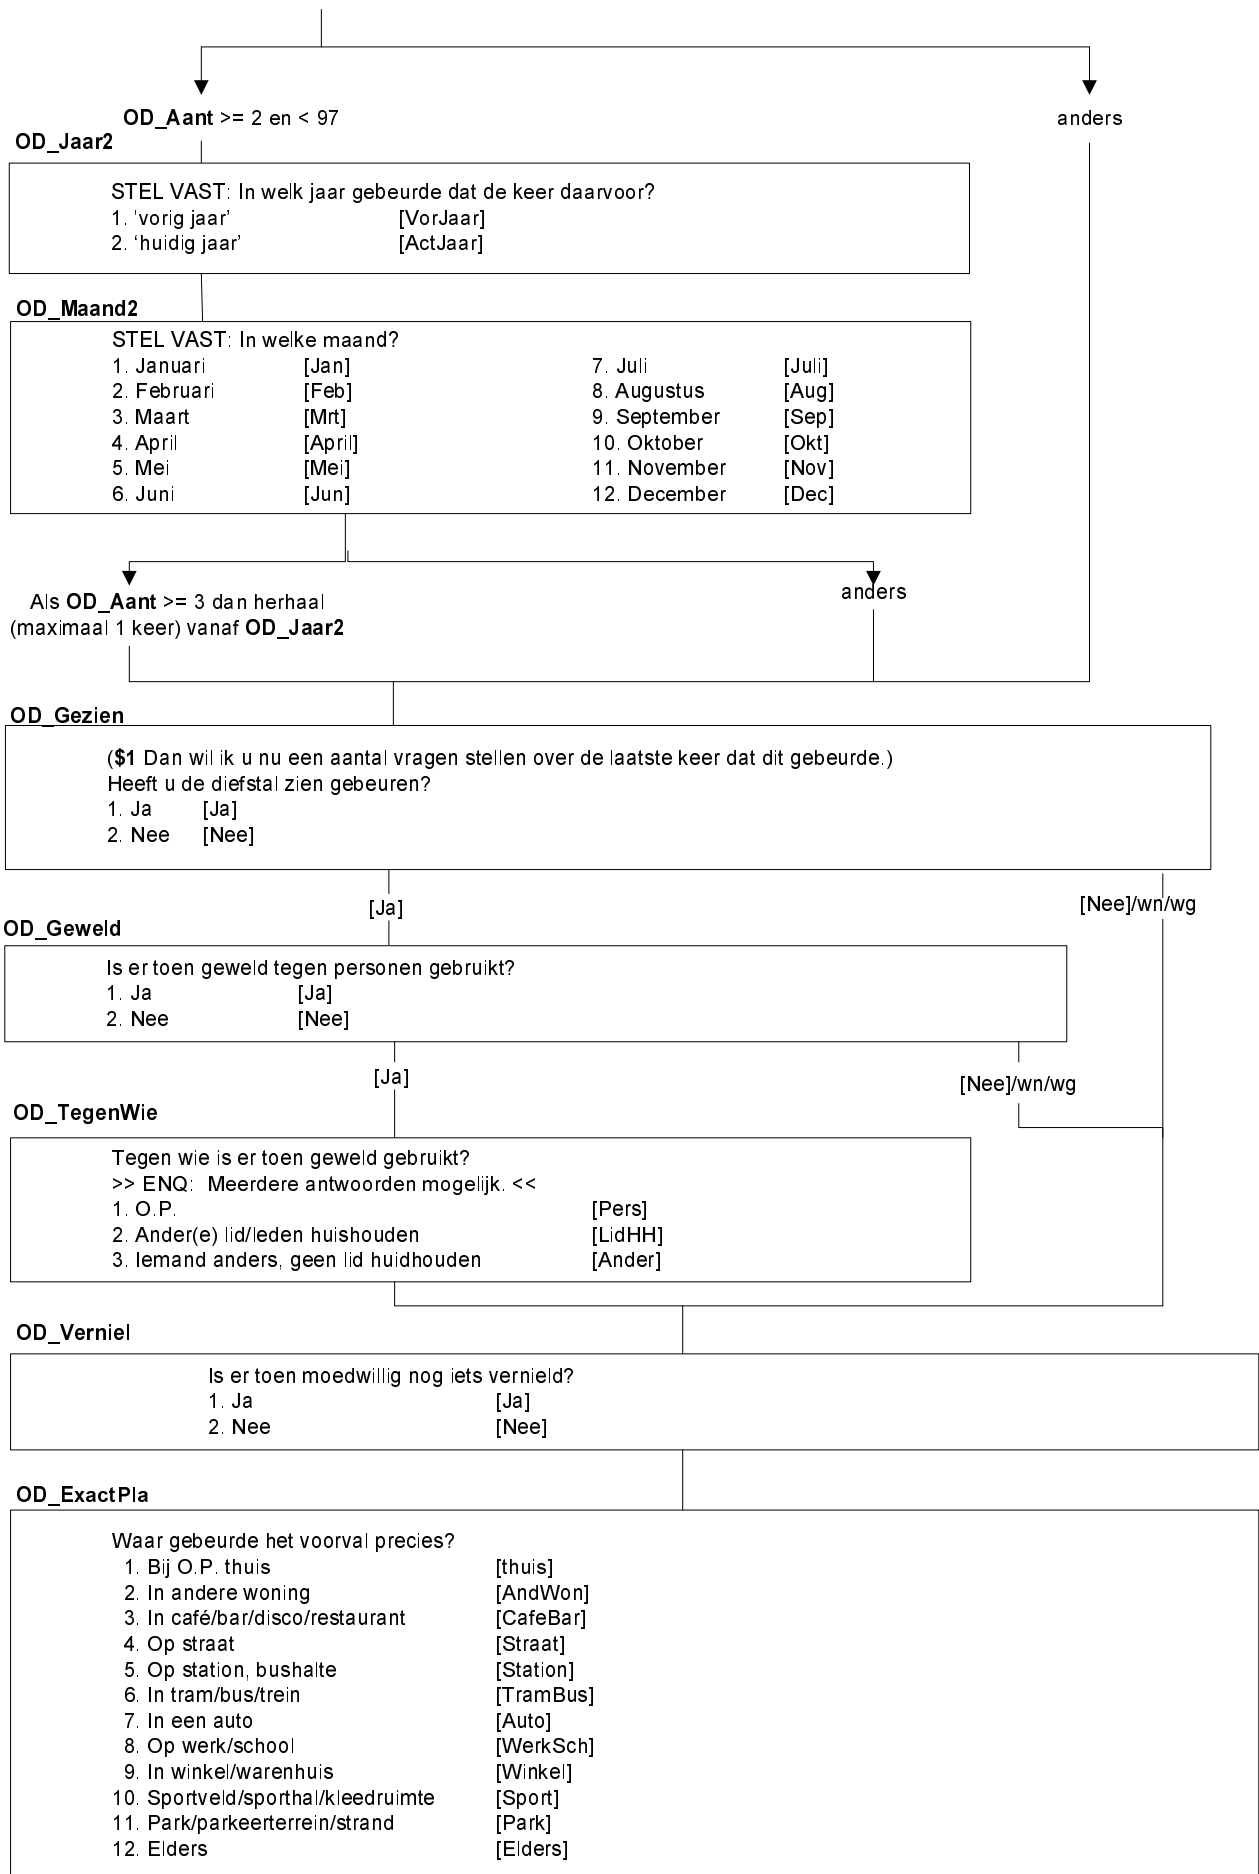 OD_Aant >= 2 en < 97
anders
OD_Jaar2
STEL VAST: In welk jaar gebeurde dat de keer daarvoor?
1. 'vorig jaar' [VorJaar]
2. 'huidig jaar' [ActJaar]
OD_Maand2
STEL VAST: In welke maand?
1. Januari [Jan] 7. Juli [Juli]
2. Februari [Feb] 8. Augustus [Aug]
3. Maart [Mrt] 9. September [Sep]
4. April [April] 10. Oktober [Okt]
5. Mei [Mei] 11. November [Nov]
6. Juni [Jun] 12. December [Dec]
anders
Als OD_Aant >= 3 dan herhaal
(maximaal 1 keer) vanaf OD_Jaar2
OD_Gezien
($1 Dan wil ik u nu een aantal vragen stellen over de laatste keer dat dit gebeurde.)
Heeft u de diefstal zien gebeuren?
1. Ja [Ja]
2. Nee [Nee]
[Ja] [Nee]/wn/wg
OD_Geweld
Is er toen geweld tegen personen gebruikt?
1. Ja [Ja]
2. Nee [Nee]
[Ja] [Nee]/wn/wg
OD_TegenWie
Tegen wie is er toen geweld gebruikt?
>> ENQ: Meerdere antwoorden mogelijk. <<
1. O.P. [Pers]
2. Ander(e) lid/leden huishouden [LidHH]
3. Iemand anders, geen lid huidhouden [Ander]
OD_Verniel
Is er toen moedwillig nog iets vernield?
1. Ja [Ja]
2. Nee [Nee]
OD_ExactPla
Waar gebeurde het voorval precies?
1. Bij O.P. thuis [thuis]
2. In andere woning [AndWon]
3. In café/bar/disco/restaurant [CafeBar]
4. Op straat [Straat]
5. Op station, bushalte [Station]
6. In tram/bus/trein [TramBus]
7. In een auto [Auto]
8. Op werk/school [WerkSch]
9. In winkel/warenhuis [Winkel]
10. Sportveld/sporthal/kleedruimte [Sport]
11. Park/parkeerterrein/strand [Park]
12. Elders [Elders]